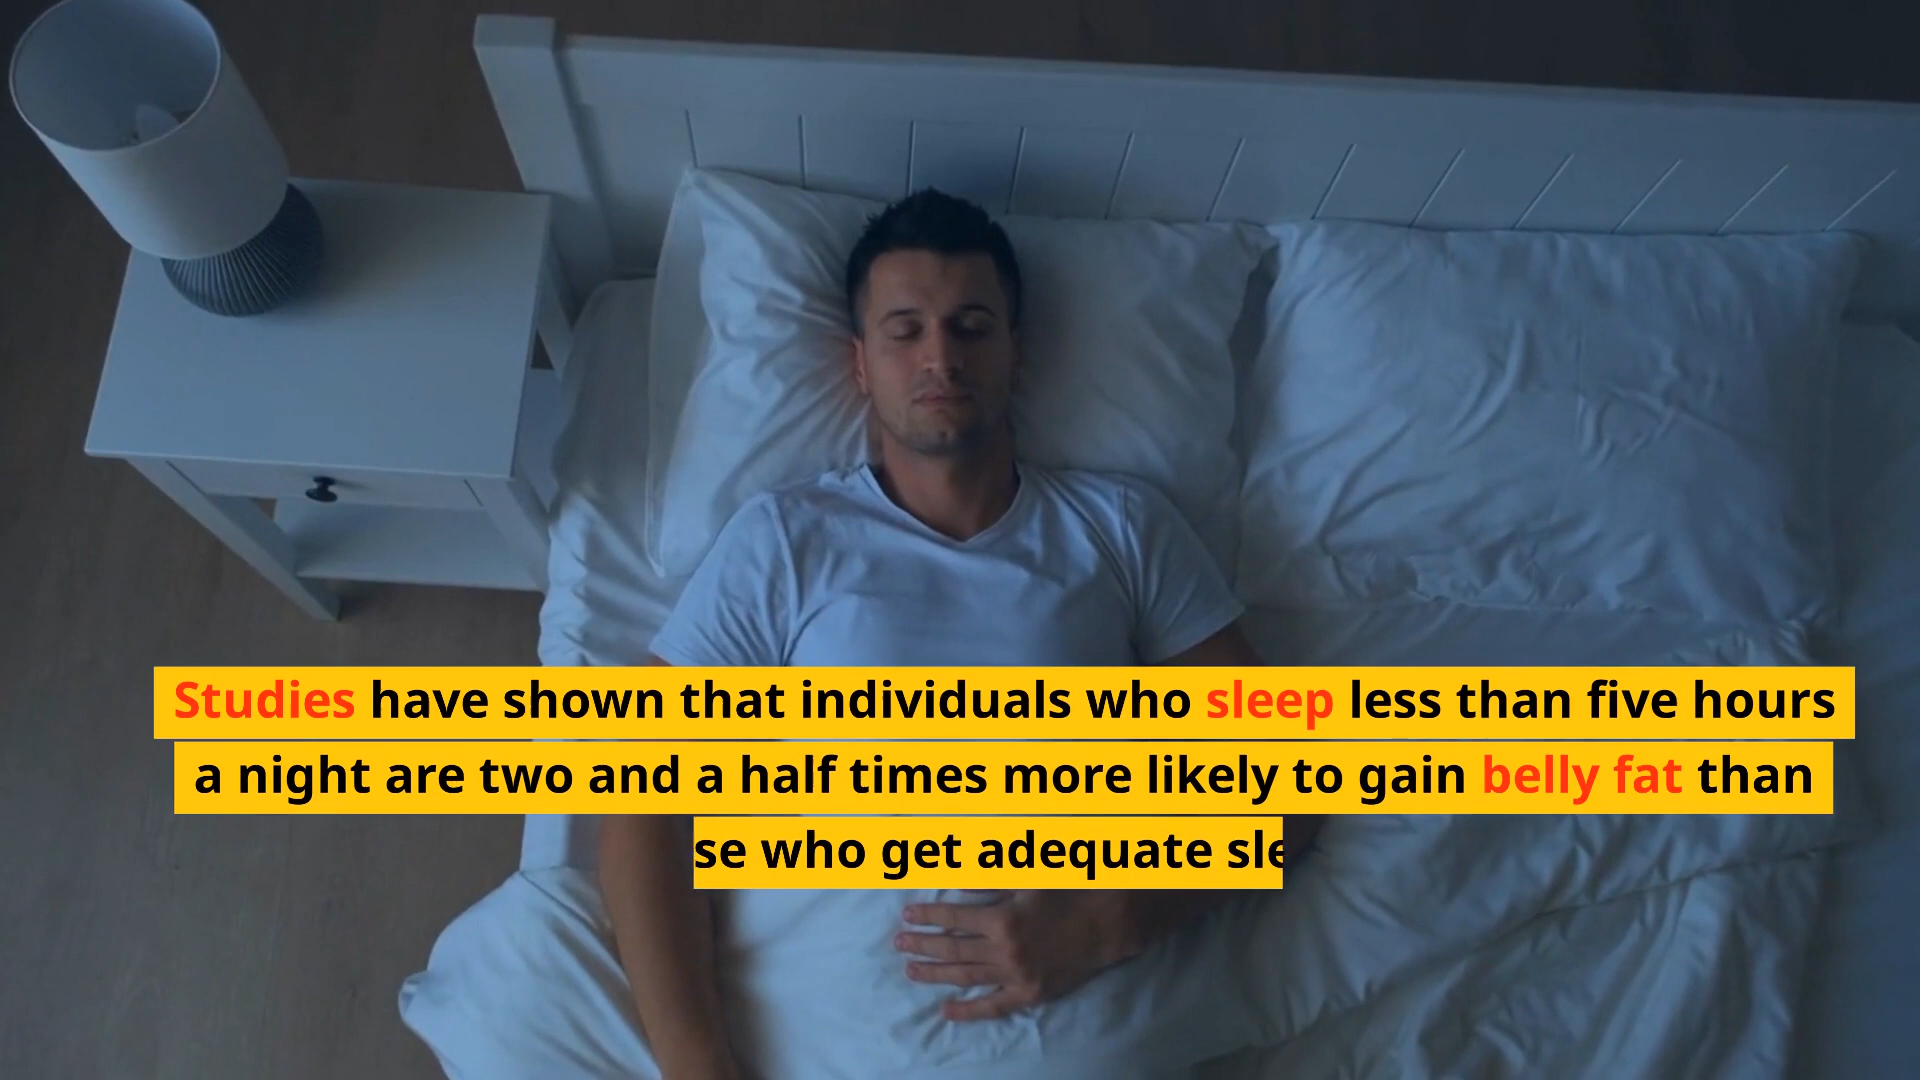 Studies have shown that individuals who sleep less than five hours
a night are two and a half times more likely to gain belly fat than
se who get adequate sle